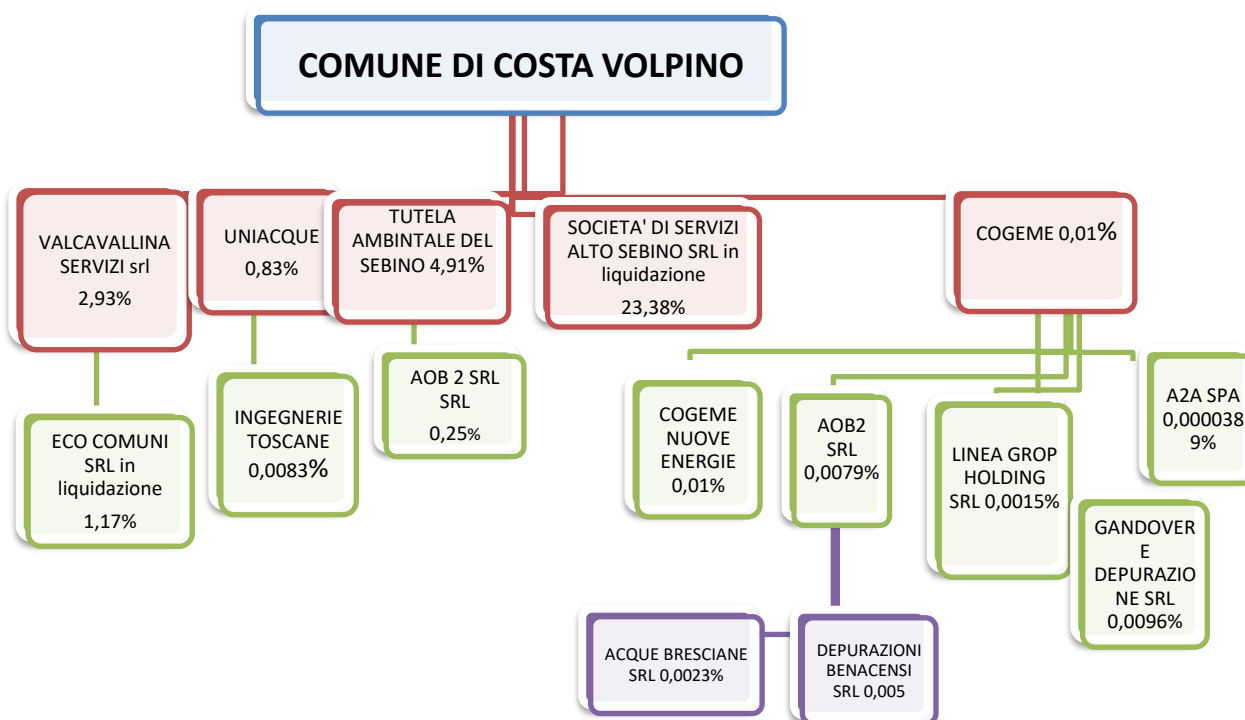 COMUNE DI COSTA VOLPINO
VALCAVALLINA
SERVIZI srl
2,93%
UNIACQUE
0,83%
TUTELA
AMBINTALE DEL
SEBINO 4,91%
SOCIETA' DI SERVIZI
ALTO SEBINO SRL in
liquidazione
23,38%
COGEME 0,01%
ECO COMUNI
SRL in
liquidazione
1,17%
INGEGNERIE
TOSCANE
0,0083%
AOB 2 SRL
SRL
0,25%
COGEME
NUOVE
ENERGIE
0,01%
AOB2
SRL
0,0079%
LINEA GROP
HOLDING
SRL 0,0015%
A2A SPA
0,000038
9%
GANDOVER
E
DEPURAZIO
NE SRL
0,0096%
ACQUE BRESCIANE
SRL 0,0023%
DEPURAZIONI
BENACENSI
SRL 0,005